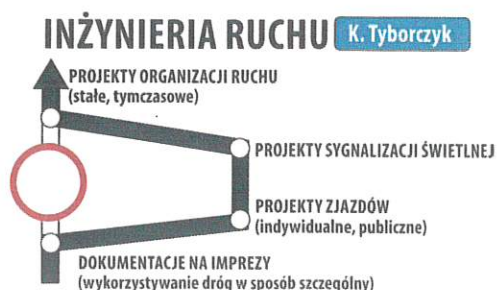 INŻYNIERIA RUCHU K. Tyborczyk
PROJEKTY ORGANIZACJI RUCHU
(stałe, tymczasowe)
PROJEKTY SYGNALIZACJI ŚWIETLNEJ
PROJEKTY ZJAZDÓW
(indywidualne, publiczne)
DOKUMENTACJE NA IMPREZY
(wykorzystywanie dróg w sposób szczególny)